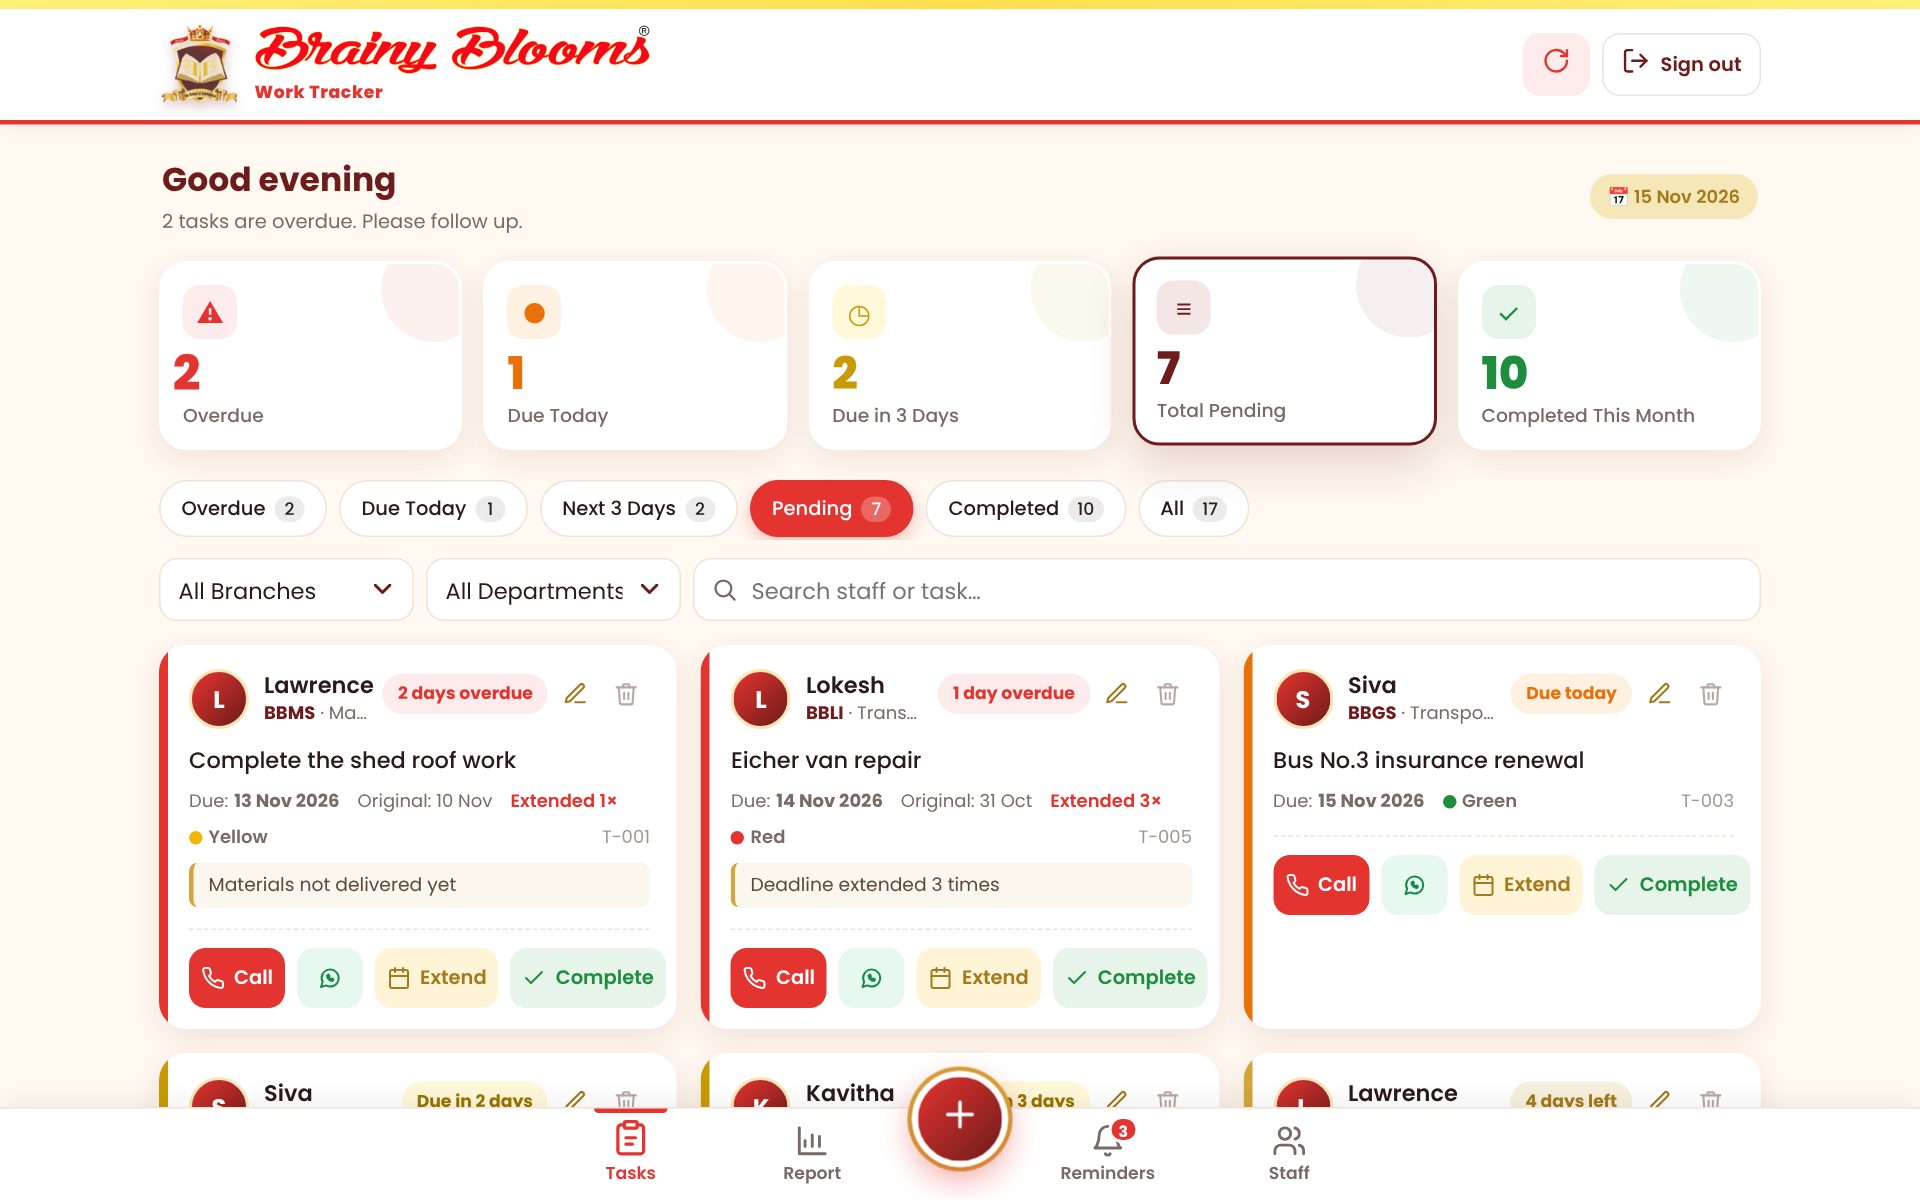 Brainy Blooms®
Work Tracker
Sign out
Good evening
2 tasks are overdue. Please follow up.
15 Nov 2026
2
Overdue
1
Due Today
2
Due in 3 Days
7
Total Pending
10
Completed This Month
Overdue 2
Due Today 1
Next 3 Days 2
Pending 7
Completed 10
All 17
All Branches
All Departments
Search staff or task...
L
Lawrence
BBMS · Ma...
2 days overdue
Complete the shed roof work
Due: 13 Nov 2026 Original: 10 Nov Extended 1×
Yellow T-001
Materials not delivered yet
Call
Extend
Complete
L
Lokesh
BBLI · Trans...
1 day overdue
Eicher van repair
Due: 14 Nov 2026 Original: 31 Oct Extended 3×
Red T-005
Deadline extended 3 times
Call
Extend
Complete
S
Siva
BBGS · Transpo...
Due today
Bus No.3 insurance renewal
Due: 15 Nov 2026 Green T-003
Call
Extend
Complete
S
Siva
Due in 2 days
K
Kavitha
3 days
Lawrence
4 days left
Tasks
Report
Reminders
3
Staff